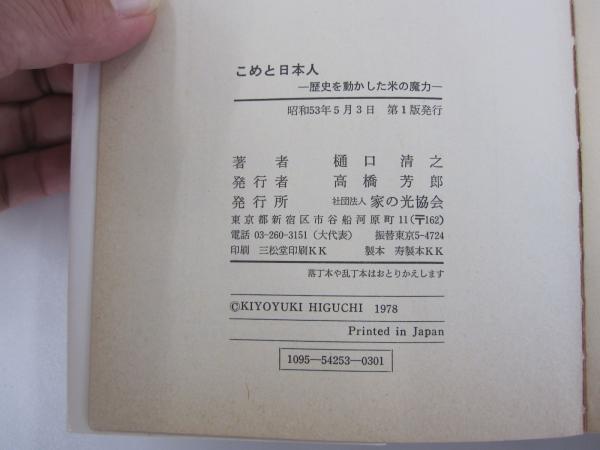 こめと日本人
―歴史を動かした米の魔力―
昭和53年5月3日 第1版発行
著者 樋口清之
発行者 高橋芳郎
発行所 社団法人 家の光協会
東京都新宿区市谷船河原町11(〒162)
電話 03-260-3151(大代表) 振替東京5-4724
印刷 三松堂印刷KK 製本 寿製本KK
落丁本や乱丁本はおとりかえします
©KIYOYUKI HIGUCHI 1978
Printed in Japan
1095―54253―0301